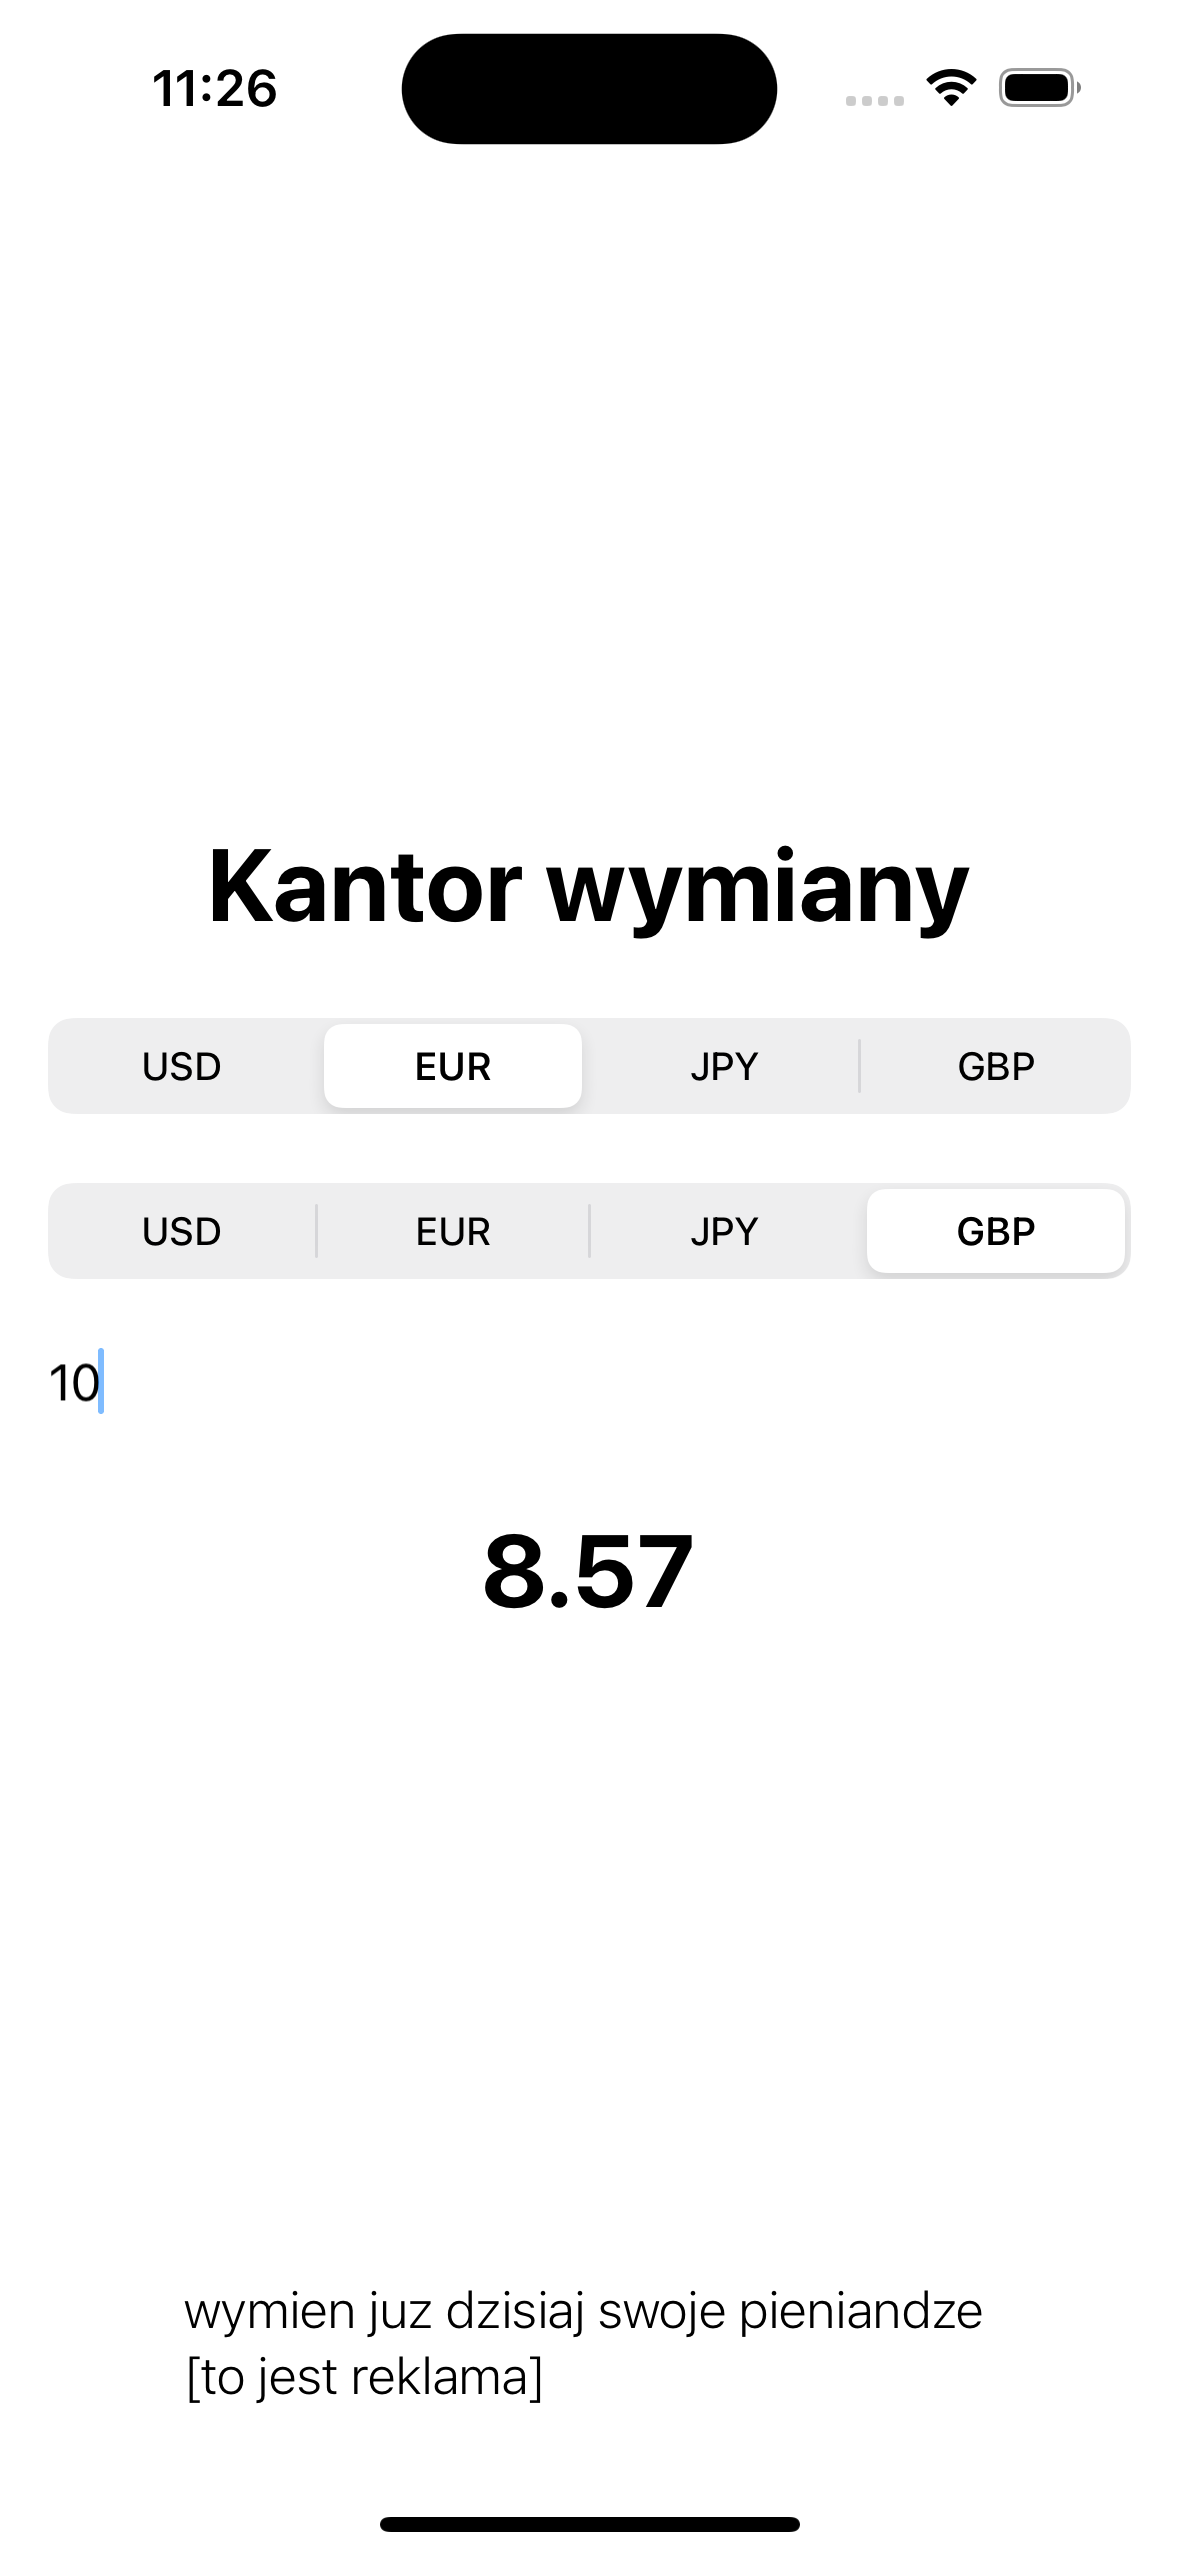 11:26
Kantor wymiany
USD EUR JPY GBP
USD EUR JPY GBP
10
8.57
wymien juz dzisiaj swoje pieniandze
[to jest reklama]